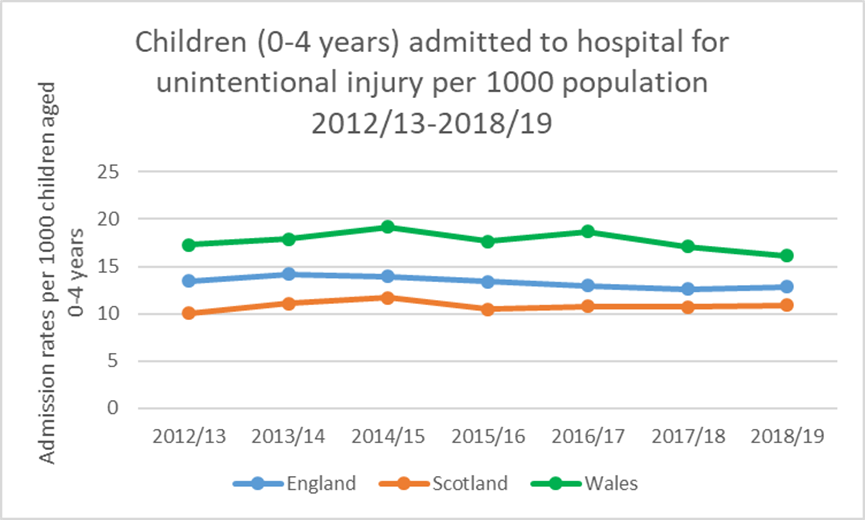 Children (0-4 years) admitted to hospital for
unintentional injury per 1000 population
2012/13-2018/19
Admission rates per 1000 children aged
0-4 years
25
20
15
10
5
0
2012/13 2013/14 2014/15 2015/16 2016/17 2017/18 2018/19
England Scotland Wales